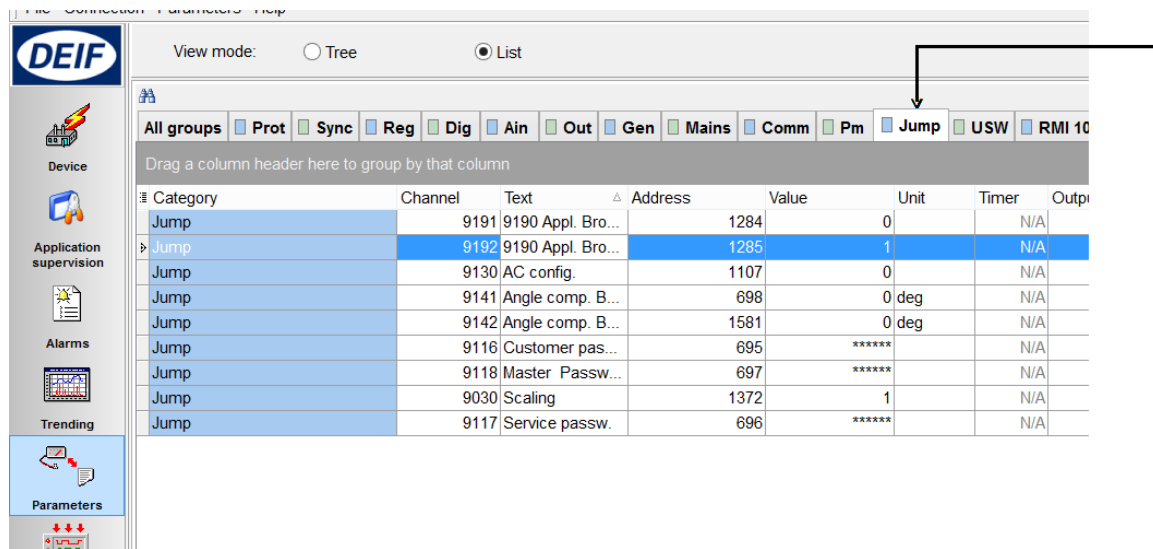 File Connection Parameters Help
DEIF
View mode: Tree List
All groups Prot Sync Reg Dig Ain Out Gen Mains Comm Pm Jump USW RMI 10
Device
Drag a column header here to group by that column
Category Channel Text Address Value Unit Timer Outpu
Jump 9191 9190 Appl. Bro... 1284 0 N/A
Application supervision
Jump 9192 9190 Appl. Bro... 1285 1 N/A
Jump 9130 AC config. 1107 0 N/A
Jump 9141 Angle comp. B... 698 0 deg N/A
Jump 9142 Angle comp. B... 1581 0 deg N/A
Alarms
Jump 9116 Customer pas... 695 ****** N/A
Jump 9118 Master Passw... 697 ****** N/A
Jump 9030 Scaling 1372 1 N/A
Trending
Jump 9117 Service passw. 696 ****** N/A
Parameters